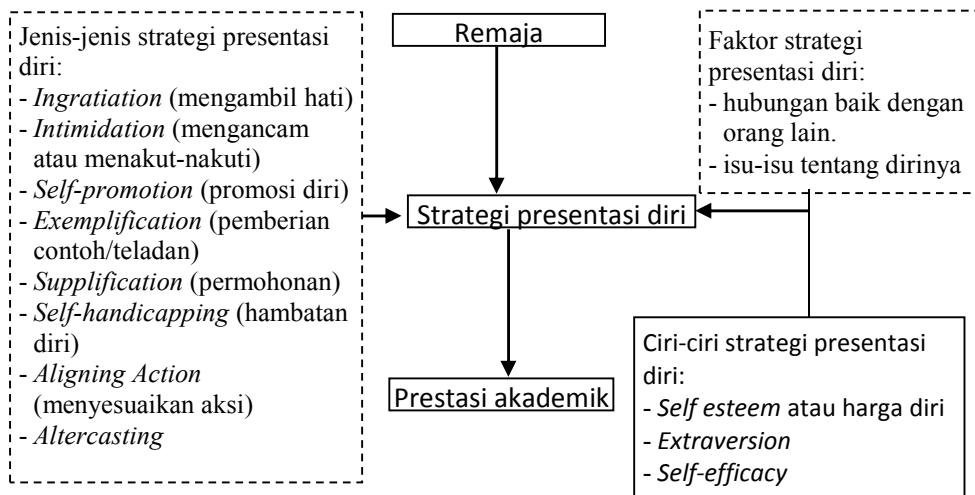 Jenis-jenis strategi presentasi
diri:
- Ingratiation (mengambil hati)
- Intimidation (mengancam
atau menakut-nakuti)
- Self-promotion (promosi diri)
- Exemplification (pemberian
contoh/teladan)
- Supplification (permohonan)
- Self-handicapping (hambatan
diri)
- Aligning Action
(menyesuaikan aksi)
- Altercasting
Remaja
Strategi presentasi diri
Prestasi akademik
Faktor strategi
presentasi diri:
- hubungan baik dengan
orang lain.
- isu-isu tentang dirinya
Ciri-ciri strategi presentasi
diri:
- Self esteem atau harga diri
- Extraversion
- Self-efficacy